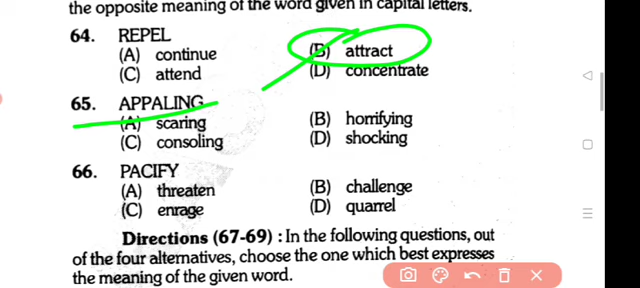 the opposite meaning of the word given in capital letters.
64. REPEL
(A) continue (B) attract
(C) attend (D) concentrate
65. APPALING
(A) scaring (B) horrifying
(C) consoling (D) shocking
66. PACIFY
(A) threaten (B) challenge
(C) enrage (D) quarrel
Directions (67-69) : In the following questions, out
of the four alternatives, choose the one which best expresses
the meaning of the given word.